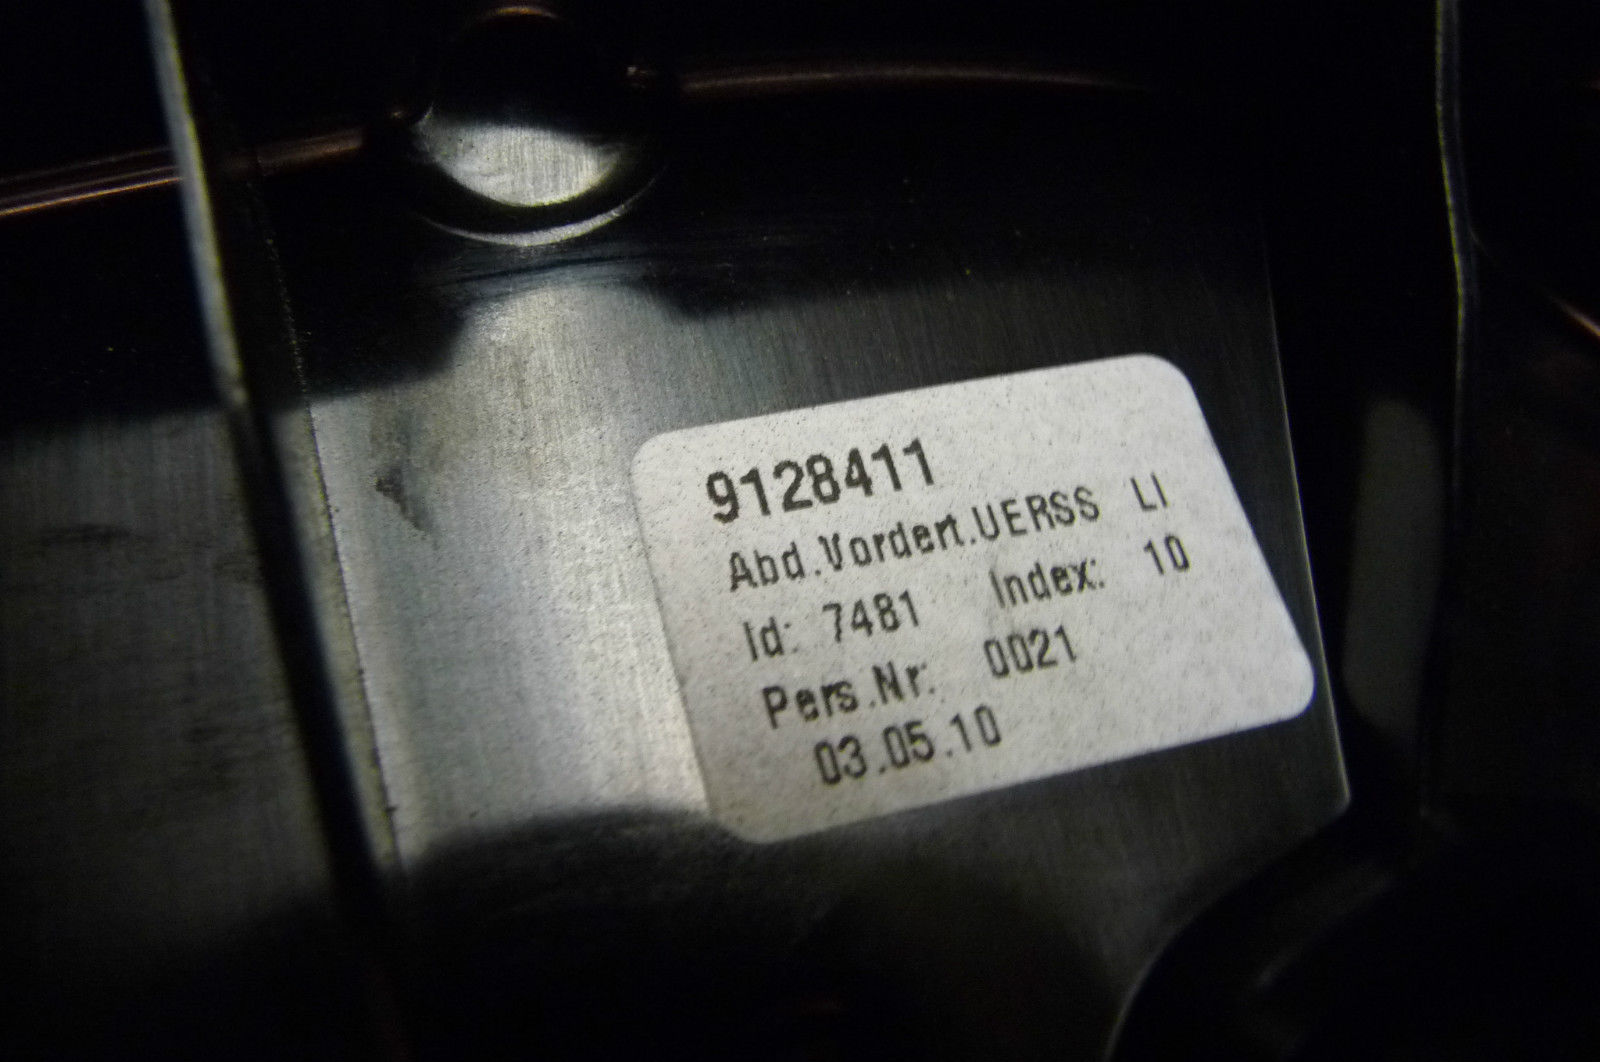 9128411
Abd.Vordert.UERSS LI
Id: 7481 Index: 10
Pers.Nr: 0021
03.05.10